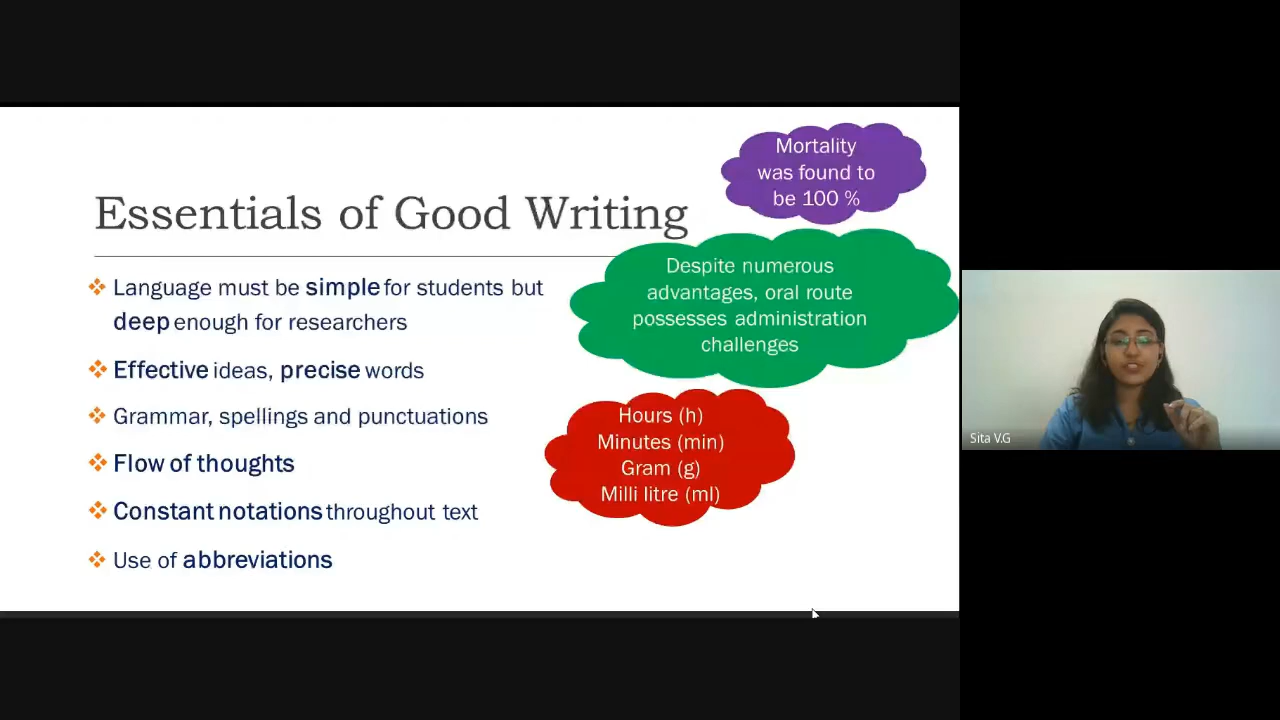 Essentials of Good Writing
Language must be simple for students but
deep enough for researchers
Effective ideas, precise words
Grammar, spellings and punctuations
Flow of thoughts
Constant notations throughout text
Use of abbreviations
Mortality
was found to
be 100 %
Despite numerous
advantages, oral route
possesses administration
challenges
Hours (h)
Minutes (min)
Gram (g)
Milli litre (ml)
Sita V.G